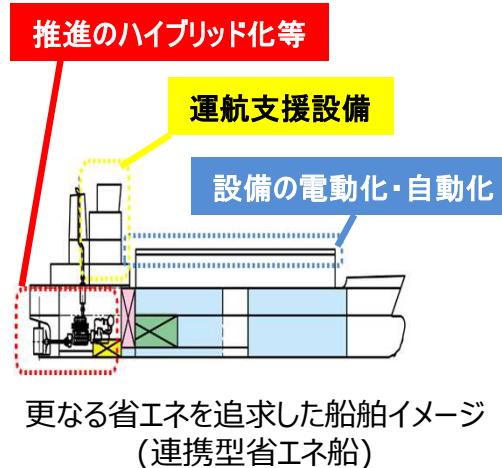 推進のハイブリッド化等
運航支援設備
設備の電動化・自動化
更なる省エネを追求した船舶イメージ
(連携型省エネ船)